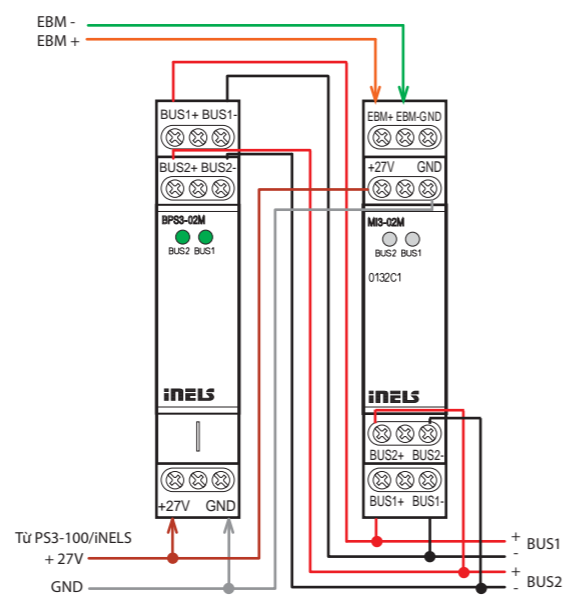 EBM -
EBM +
BUS1+ BUS1-
EBM+ EBM-GND
BUS2+ BUS2-
+27V GND
BPS3-02M
BUS2 BUS1
MI3-02M
BUS2 BUS1
0132C1
iNELS
iNELS
BUS2+ BUS2-
+27V GND
BUS1+ BUS1-
Từ PS3-100/iNELS
+ 27V
GND
+
- BUS1
+
- BUS2